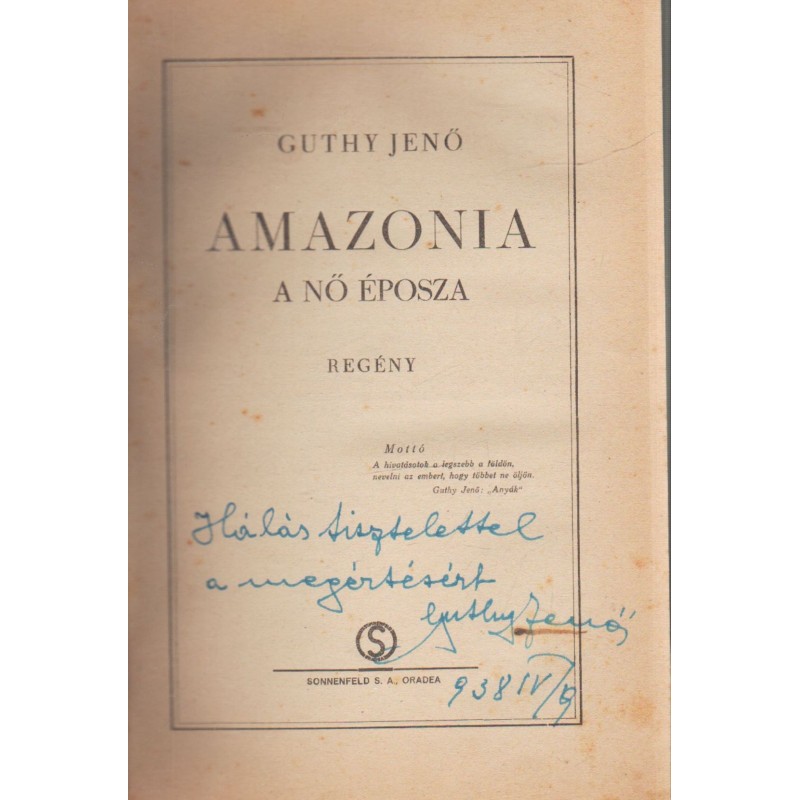 GUTHY JENŐ
AMAZONIA
A NŐ ÉPOSZA
REGÉNY
Mottó
A hivatásotok a legszebb a földön,
nevelni az embert, hogy többet ne öljön.
Guthy Jenő: „Anyák"
Hálás tisztelettel
a megértésért
Guthy Jenő
S
SONNENFELD S. A., ORADEA
938 IV/9